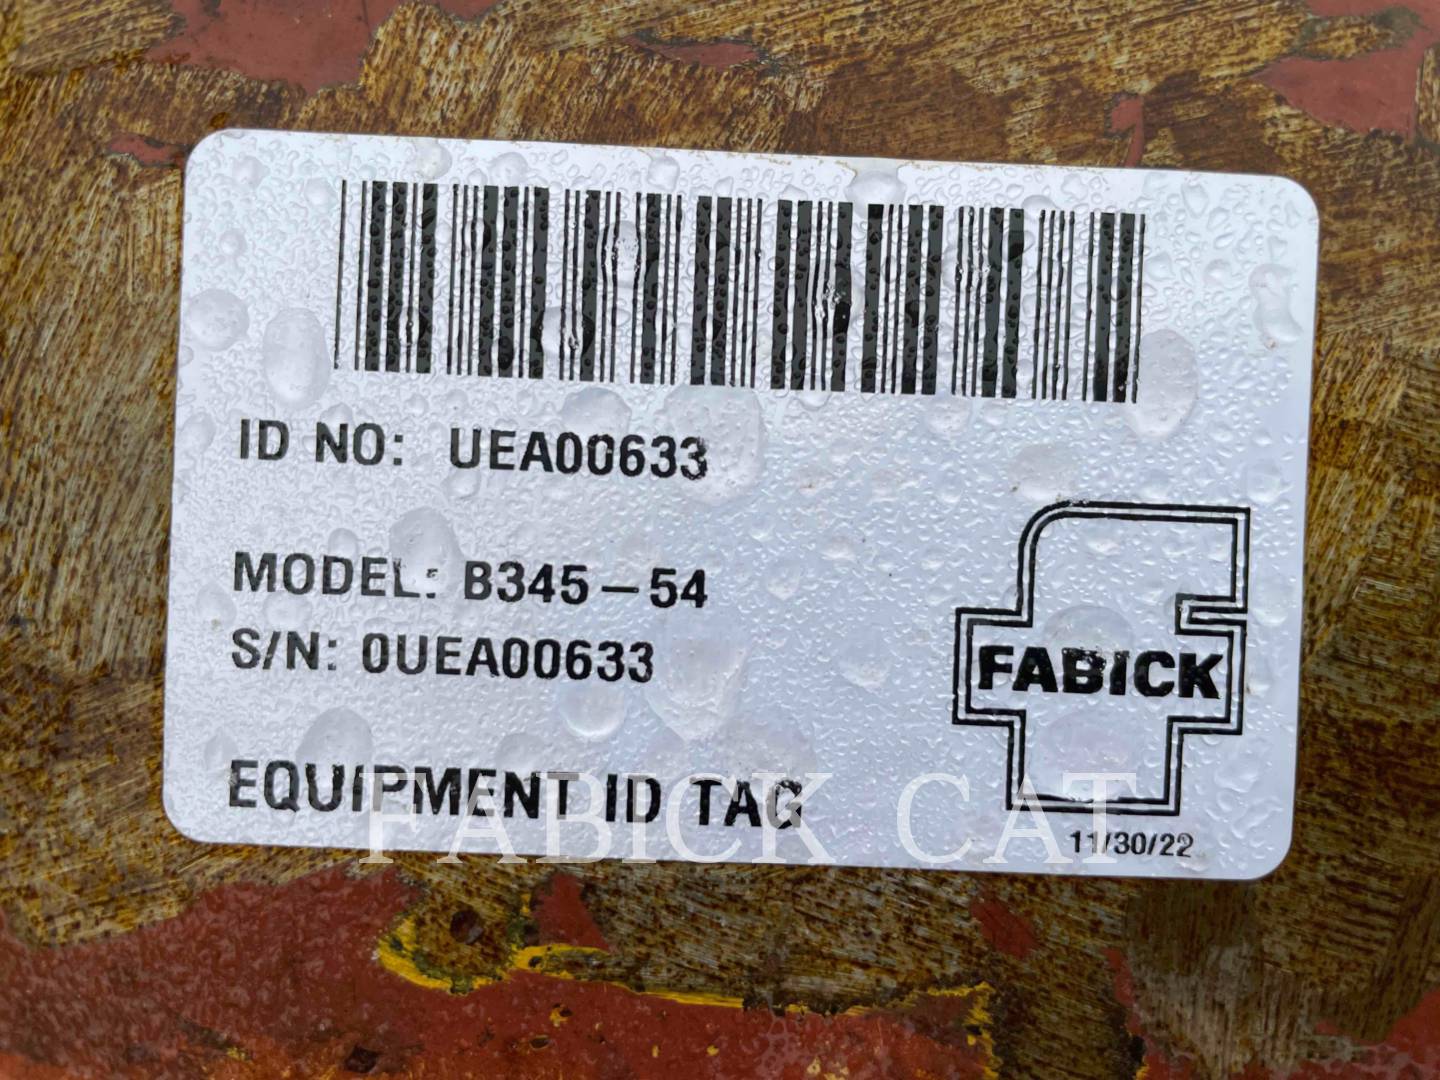 ID NO: UEA00633
MODEL: B345-54
S/N: 0UEA00633
FABICK
EQUIPMENT ID TAG
11/30/22
FABICK CAT